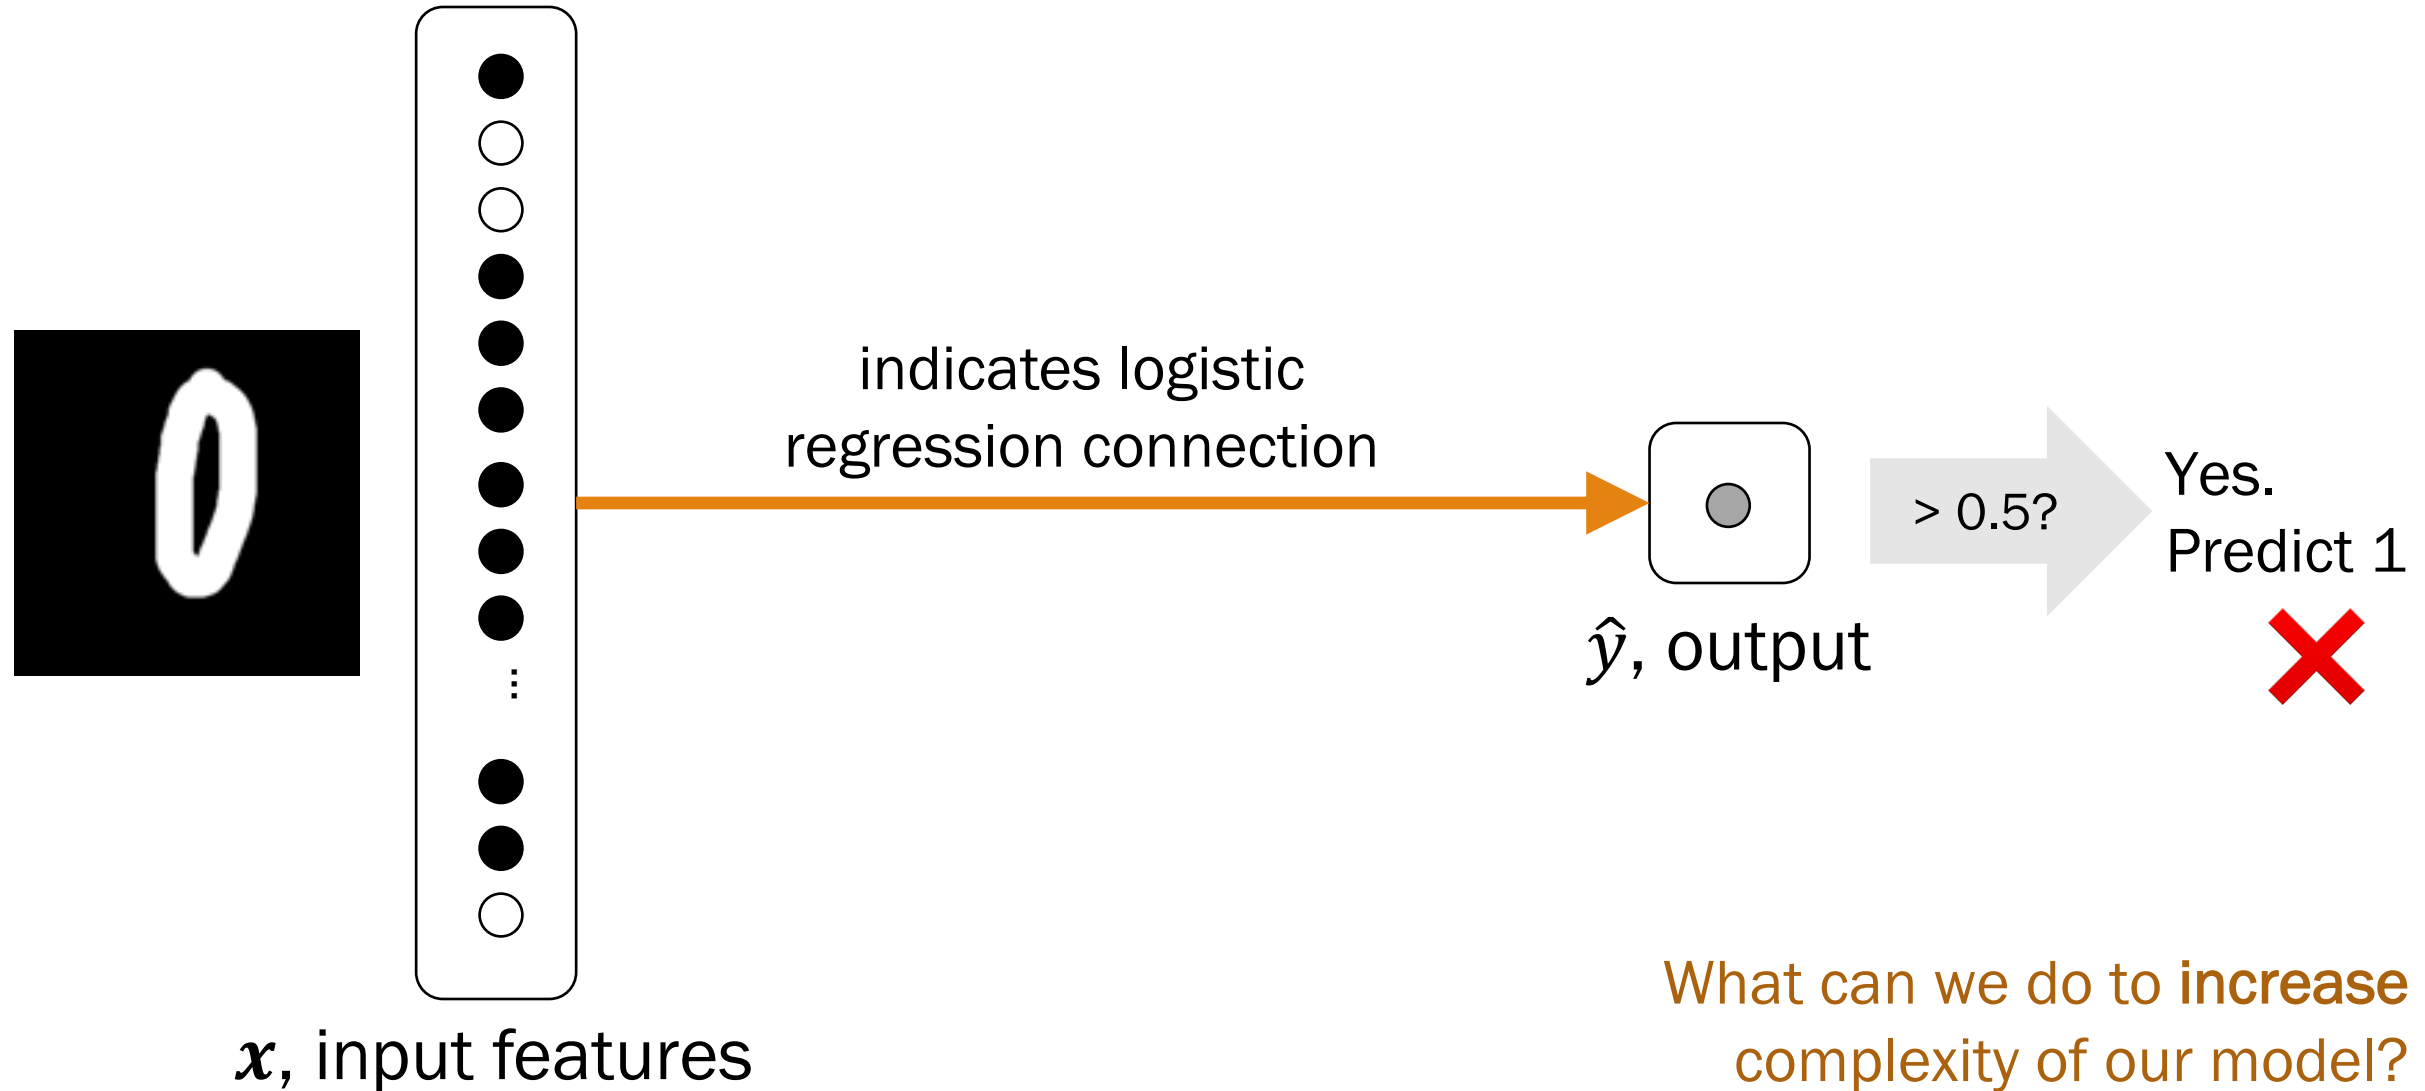 indicates logistic
regression connection
> 0.5?
Yes.
Predict 1
ŷ, output
⋮
x, input features
What can we do to increase
complexity of our model?